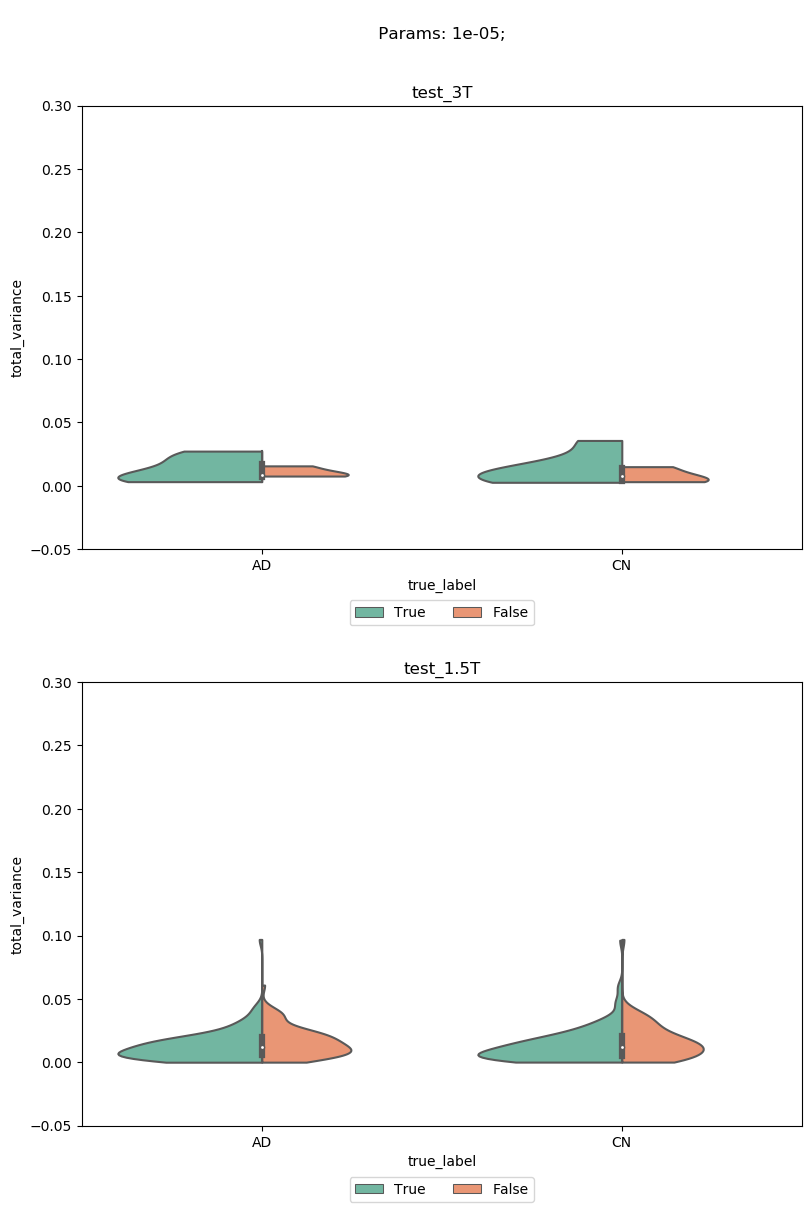 Params: 1e-05;
test_3T
0.30
0.25
0.20
0.15
0.10
0.05
0.00
−0.05
total_variance
AD CN
true_label
True False
test_1.5T
0.30
0.25
0.20
0.15
0.10
0.05
0.00
−0.05
total_variance
AD CN
true_label
True False